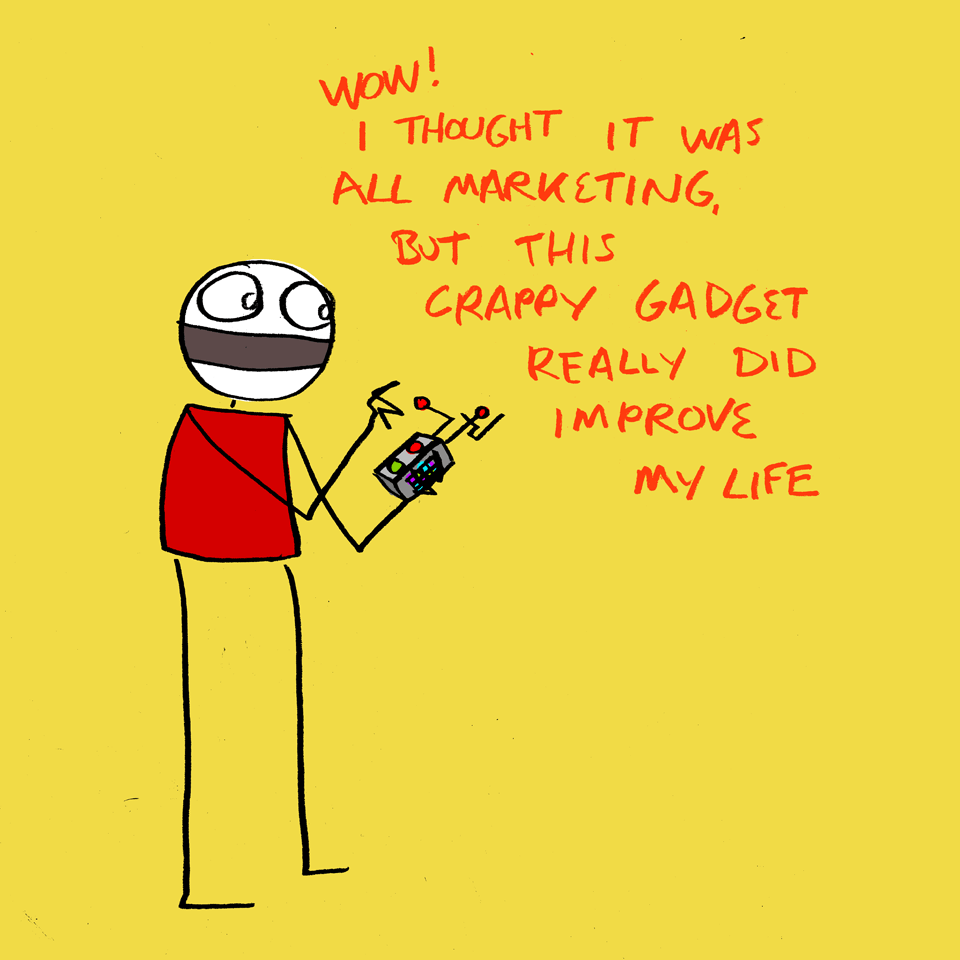 WOW!
I THOUGHT IT WAS
ALL MARKETING,
BUT THIS
CRAPPY GADGET
REALLY DID
IMPROVE
MY LIFE